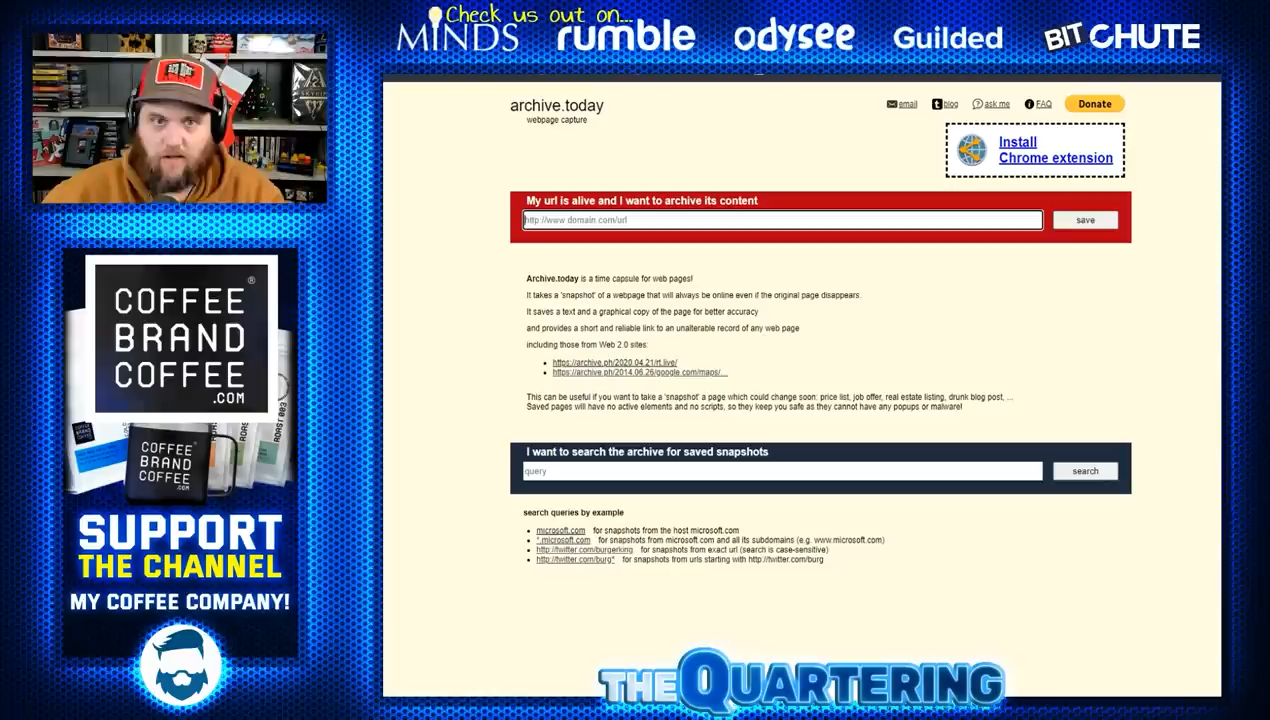 Check us out on...
MINDS
rumble
odysee
Guilded
BIT CHUTE
archive.today
webpage capture
email
blog
ask me
FAQ
Donate
Install
Chrome extension
My url is alive and I want to archive its content
http://www.domain.com/url
save
Archive.today is a time capsule for web pages!
It takes a 'snapshot' of a webpage that will always be online even if the original page disappears.
It saves a text and a graphical copy of the page for better accuracy
and provides a short and reliable link to an unalterable record of any web page
including those from Web 2.0 sites:
https://archive.ph/2020.04.21/rt.live/
https://archive.ph/2014.06.26/google.com/maps/...
This can be useful if you want to take a 'snapshot' a page which could change soon: price list, job offer, real estate listing, drunk blog post, ...
Saved pages will have no active elements and no scripts, so they keep you safe as they cannot have any popups or malware!
I want to search the archive for saved snapshots
query
search
search queries by example
microsoft.com for snapshots from the host microsoft.com
*.microsoft.com for snapshots from microsoft.com and all its subdomains (e.g. www.microsoft.com)
http://twitter.com/burgerking for snapshots from exact url (search is case-sensitive)
http://twitter.com/burg* for snapshots from urls starting with http://twitter.com/burg
COFFEE
BRAND
COFFEE
.COM
®
ROAST 003
COFFEE
BRAND
COFFEE
.COM
SUPPORT
THE CHANNEL
MY COFFEE COMPANY!
THE QUARTERING